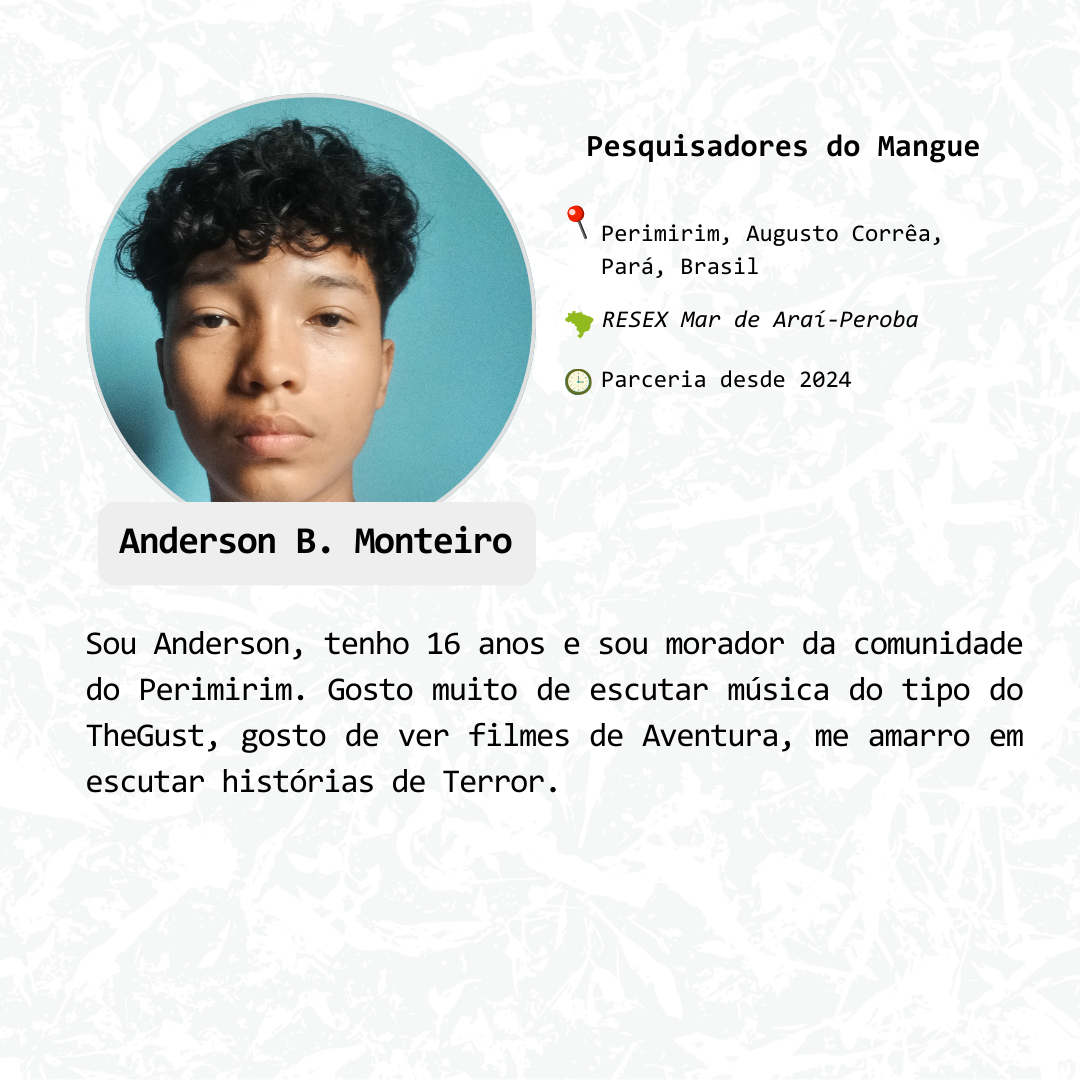 Pesquisadores do Mangue
Perimirim, Augusto Corrêa,
Pará, Brasil
RESEX Mar de Araí-Peroba
Parceria desde 2024
Anderson B. Monteiro
Sou Anderson, tenho 16 anos e sou morador da comunidade
do Perimirim. Gosto muito de escutar música do tipo do
TheGust, gosto de ver filmes de Aventura, me amarro em
escutar histórias de Terror.